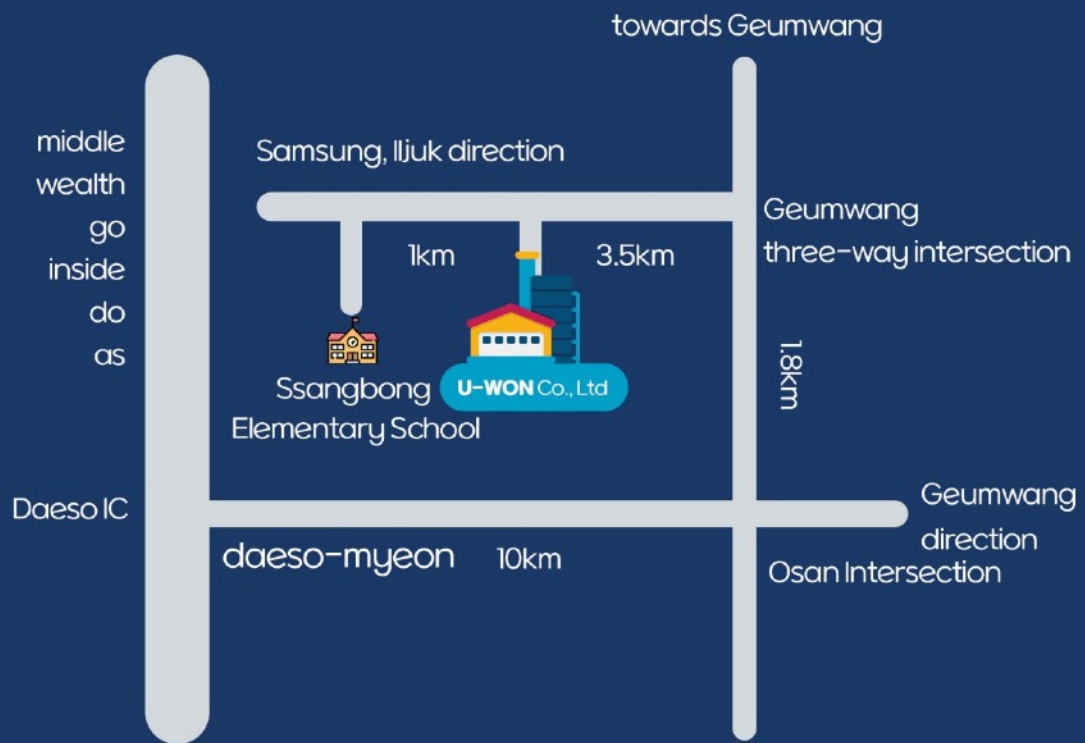 towards Geumwang
middle
wealth
go
inside
do
as
Samsung, Iljuk direction
Geumwang
three-way intersection
1km
3.5km
1.8km
Ssangbong
Elementary School
U-WON Co., Ltd
Daeso IC
daeso-myeon
10km
Geumwang
direction
Osan Intersection